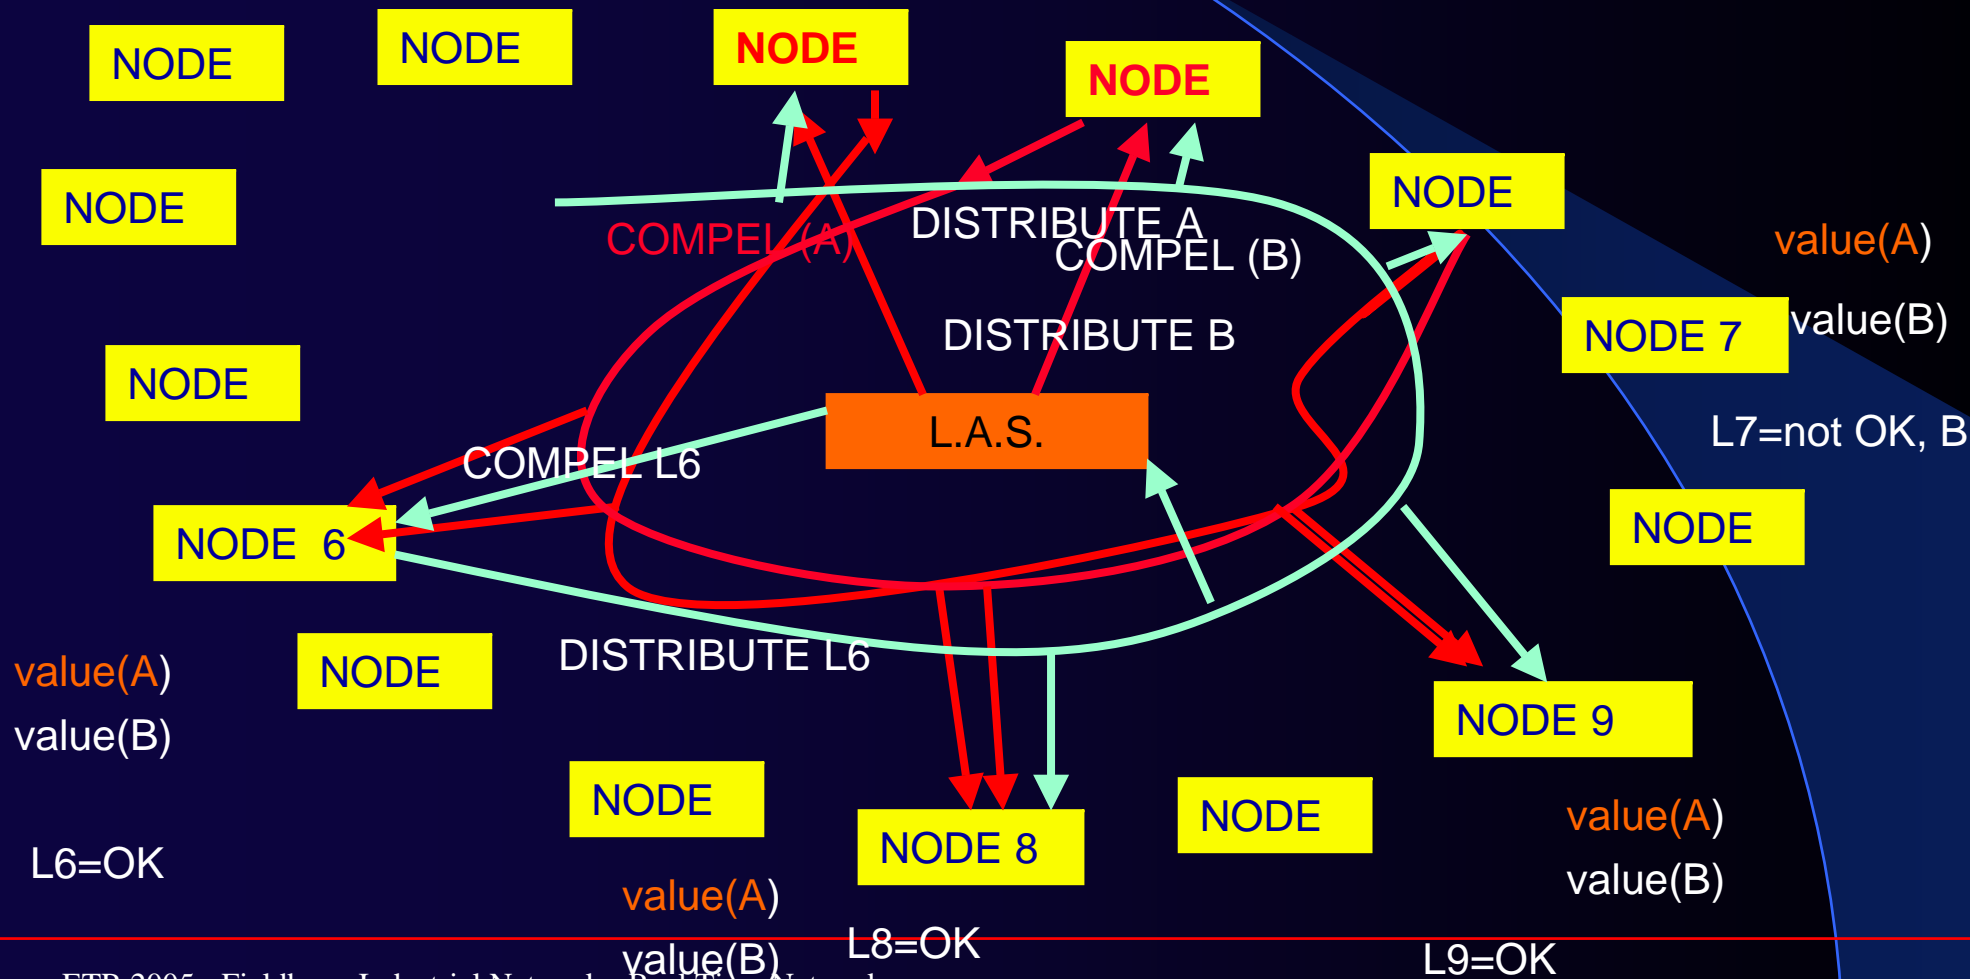 NODE
NODE
NODE
NODE
NODE
NODE
COMPEL (A)
DISTRIBUTE A
COMPEL (B)
value(A)
value(B)
DISTRIBUTE B
NODE 7
NODE
L.A.S.
L7=not OK, B
COMPEL L6
NODE 6
NODE
DISTRIBUTE L6
NODE
value(A)
value(B)
NODE 9
NODE
NODE 8
NODE
value(A)
value(B)
L6=OK
value(A)
value(B)
L8=OK
L9=OK
ETR 2005 -